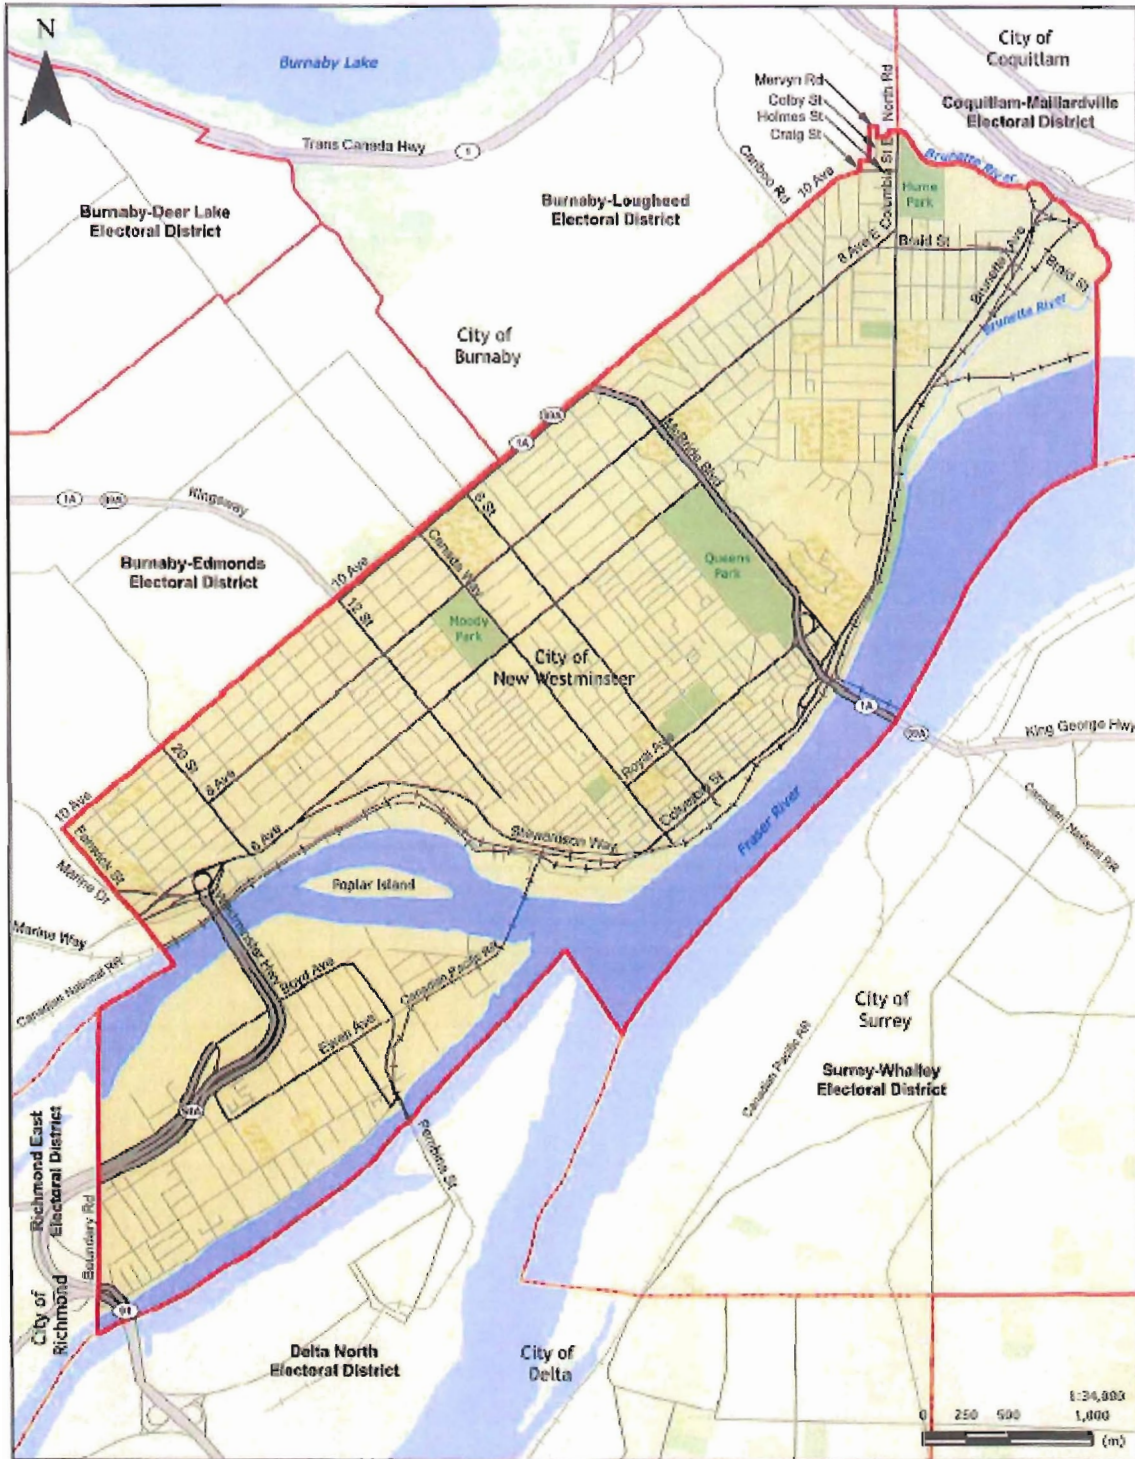 N
Burnaby Lake
City of
Coquitlam
Mervyn Rd
Colby St
Holmes St
Craig St
North Rd
Coquitlam-Maillardville
Electoral District
Trans Canada Hwy
1
Cariboo Rd
10 Ave
Columbia St E
Brunette River
Hume
Park
Burnaby-Deer Lake
Electoral District
Burnaby-Lougheed
Electoral District
8 Ave E
Braid St
Brunette Ave
Braid St
Brunette River
City of
Burnaby
1A
99A
McBride Blvd
1A
99A
Kingsway
6 St
Canada Way
Queens
Park
Burnaby-Edmonds
Electoral District
10 Ave
12 St
Moody
Park
City of
New Westminster
1A
99A
King George Hwy
20 St
8 Ave
Royal Ave
Columbia St
Canadian National RR
10 Ave
Fenwick St
Marine Dr
6 Ave
Stewardson Way
Fraser River
Poplar Island
Marine Way
Westminster Hwy
Canadian National RR
Boyd Ave
Canadian Pacific RR
Ewen Ave
City of
Surrey
Canadian Pacific RR
Surrey-Whalley
Electoral District
91A
Richmond East
Electoral District
Pembina St
Boundary Rd
City of
Richmond
91
Delta North
Electoral District
City of
Delta
1:34,000
0 250 500 1,000
(m)